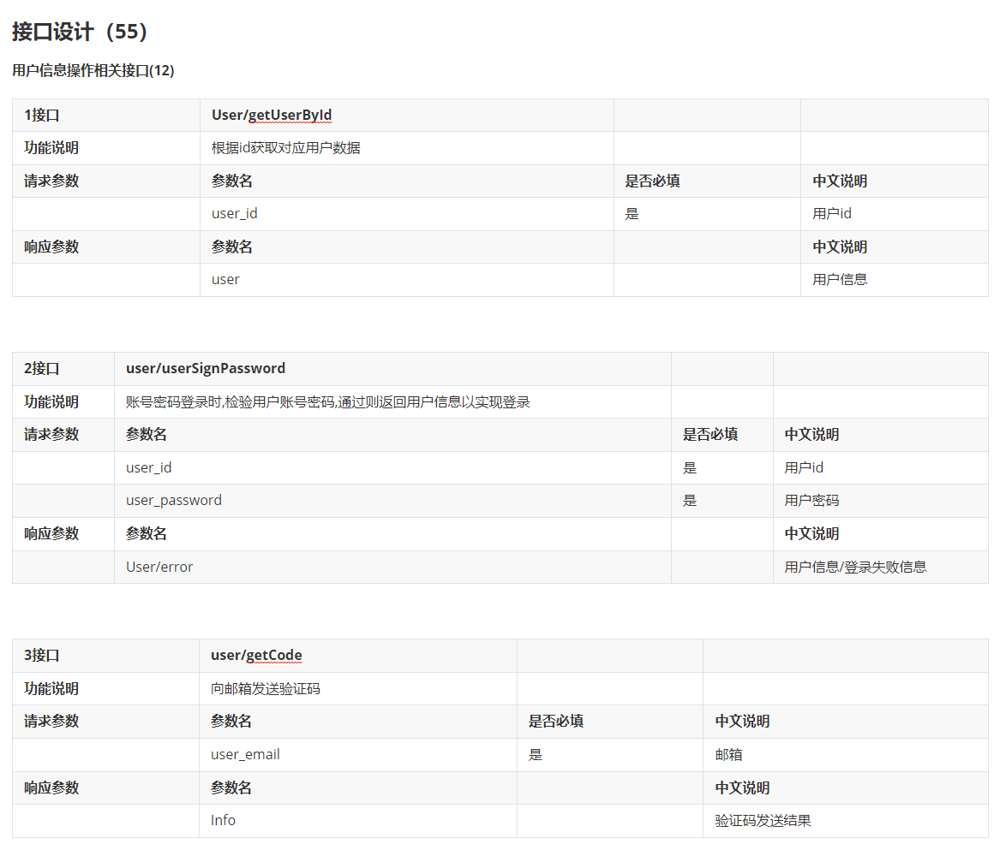 接口设计（55）
用户信息操作相关接口(12)
1接口 User/getUserById
功能说明 根据id获取对应用户数据
请求参数 参数名 是否必填 中文说明
user_id 是 用户id
响应参数 参数名 中文说明
user 用户信息
2接口 user/userSignPassword
功能说明 账号密码登录时,检验用户账号密码,通过则返回用户信息以实现登录
请求参数 参数名 是否必填 中文说明
user_id 是 用户id
user_password 是 用户密码
响应参数 参数名 中文说明
User/error 用户信息/登录失败信息
3接口 user/getCode
功能说明 向邮箱发送验证码
请求参数 参数名 是否必填 中文说明
user_email 是 邮箱
响应参数 参数名 中文说明
Info 验证码发送结果